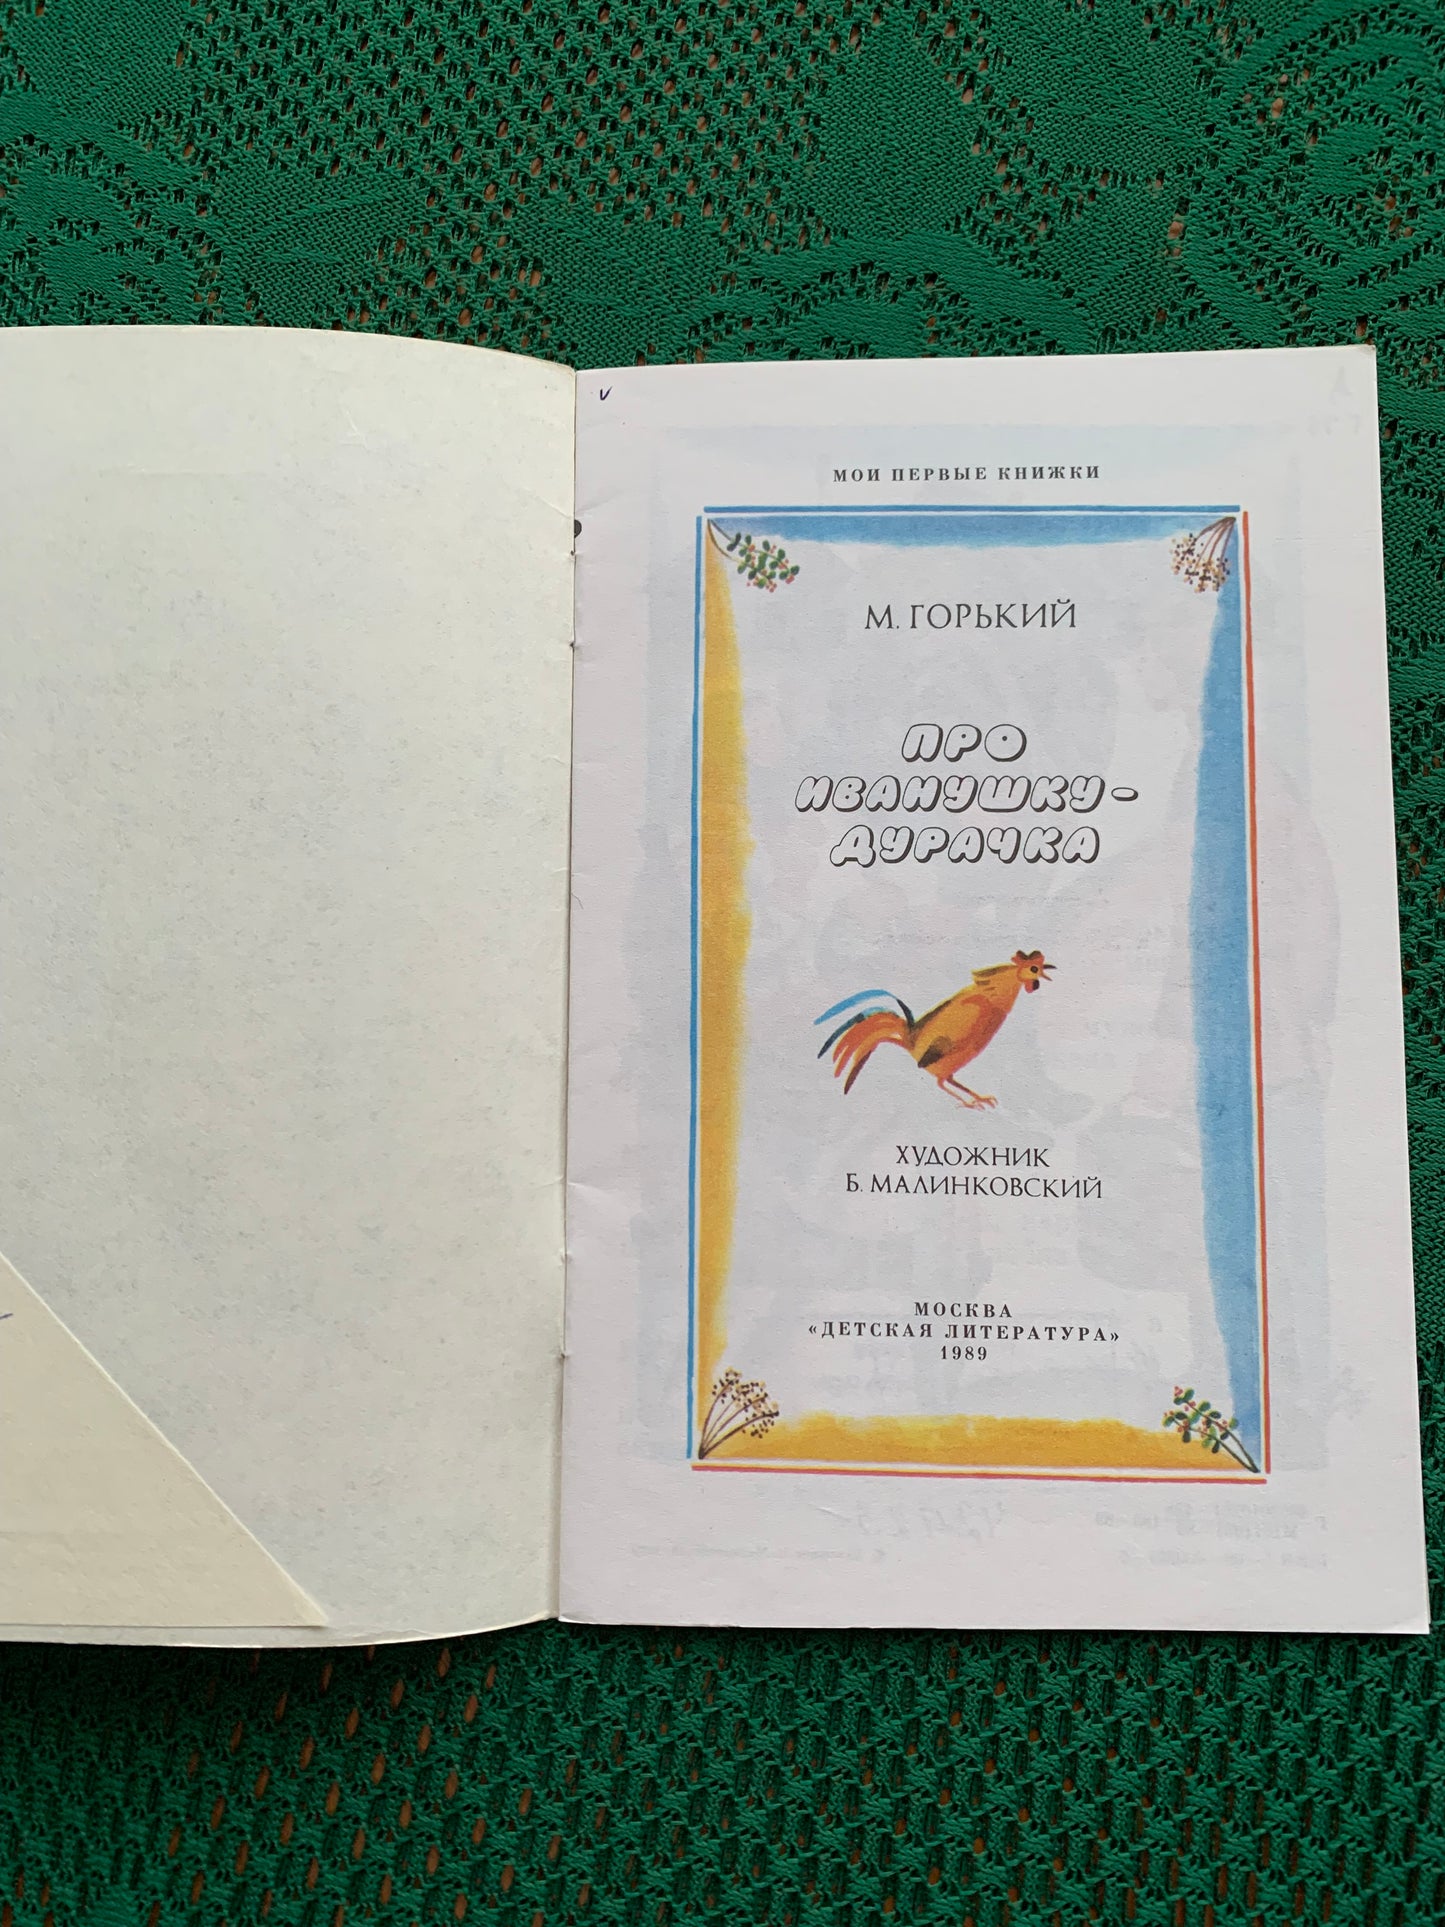 МОИ ПЕРВЫЕ КНИЖКИ
М. ГОРЬКИЙ
ПРО
ИВАНУШКУ-
ДУРАЧКА
ХУДОЖНИК
Б. МАЛИНКОВСКИЙ
МОСКВА
«ДЕТСКАЯ ЛИТЕРАТУРА»
1989